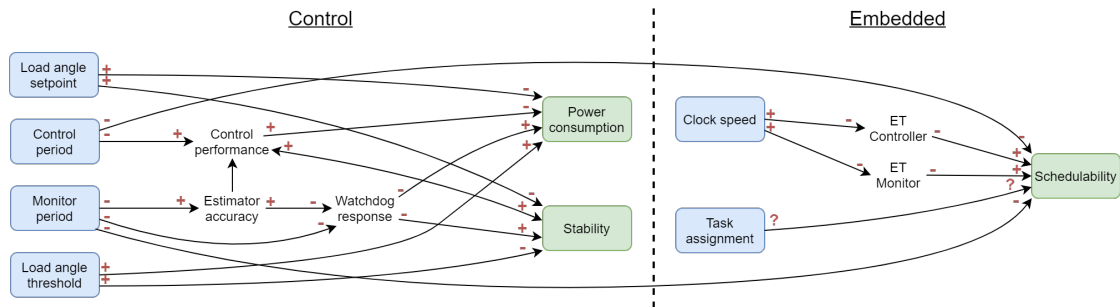 Control
Embedded
Load angle
setpoint
+
+
-
-
Power
consumption
Control
period
-
-
+
Control
performance
+
+
-
+
+
Monitor
period
-
-
-
+
Estimator
accuracy
+
-
-
Watchdog
response
-
-
-
+
+
-
Stability
Load angle
threshold
+
+
Clock speed
+
+
-
-
ET
Controller
-
ET
Monitor
-
Task
assignment
?
-
+
+
?
-
Schedulability